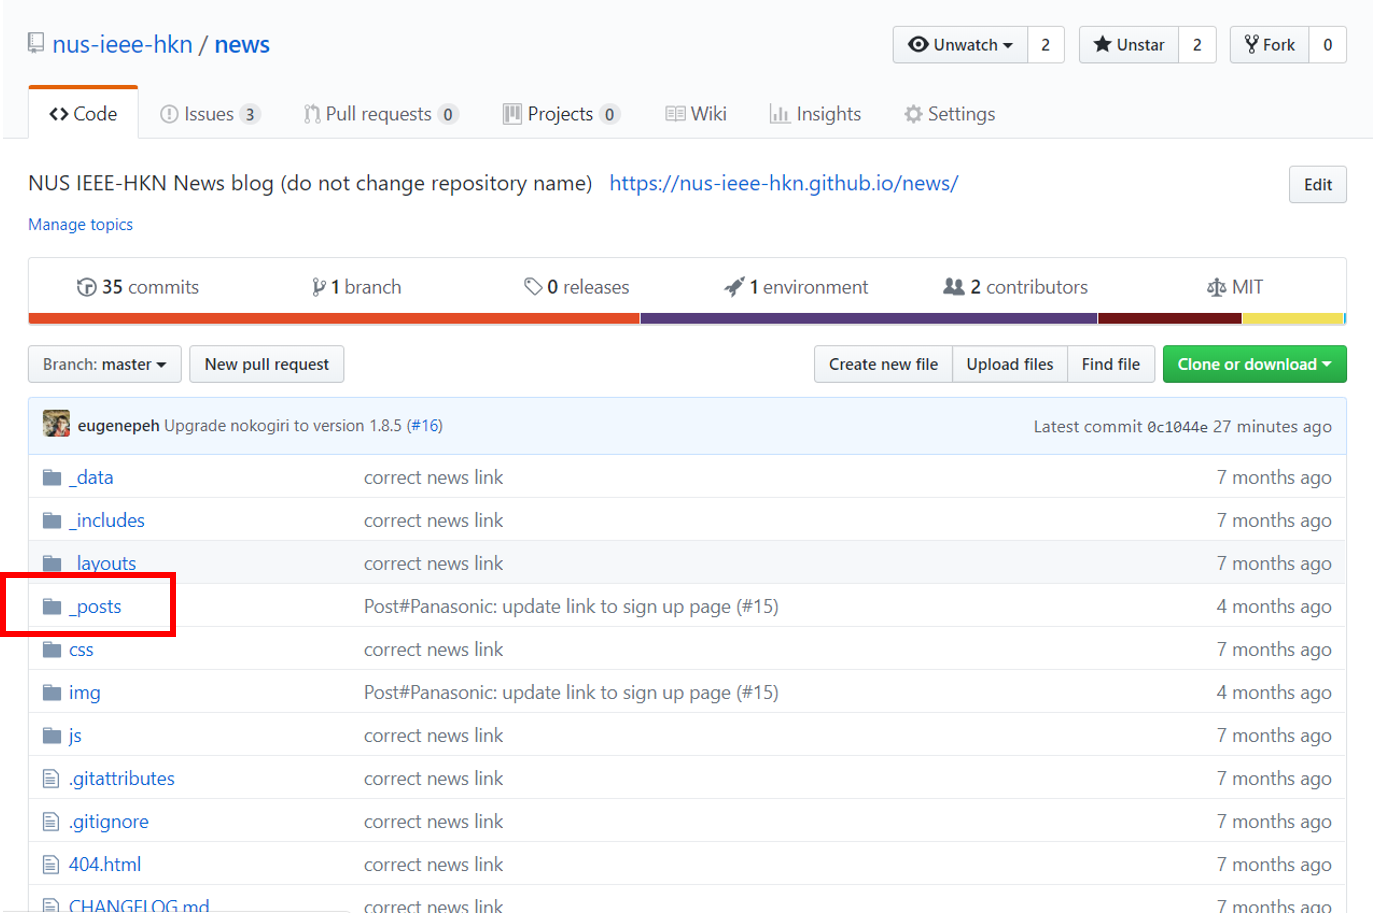 nus-ieee-hkn / news
Unwatch 2
Unstar 2
Fork 0
Code
Issues 3
Pull requests 0
Projects 0
Wiki
Insights
Settings
NUS IEEE-HKN News blog (do not change repository name) https://nus-ieee-hkn.github.io/news/
Edit
Manage topics
35 commits
1 branch
0 releases
1 environment
2 contributors
MIT
Branch: master
New pull request
Create new file
Upload files
Find file
Clone or download
eugenepeh Upgrade nokogiri to version 1.8.5 (#16) Latest commit 0c1044e 27 minutes ago
_data correct news link 7 months ago
_includes correct news link 7 months ago
_layouts correct news link 7 months ago
_posts Post#Panasonic: update link to sign up page (#15) 4 months ago
css correct news link 7 months ago
img Post#Panasonic: update link to sign up page (#15) 4 months ago
js correct news link 7 months ago
.gitattributes correct news link 7 months ago
.gitignore correct news link 7 months ago
404.html correct news link 7 months ago
CHANGELOG.md correct news link 7 months ago